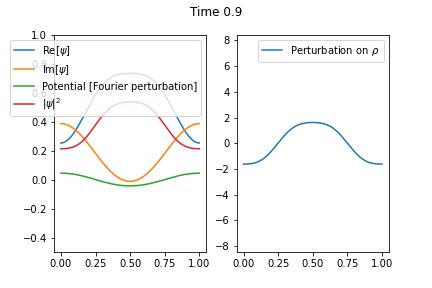 Time 0.9
1.0
0.8
0.6
0.4
0.2
0.0
−0.2
−0.4
Re[ψ]
Im[ψ]
Potential [Fourier perturbation]
|ψ|²
0.00 0.25 0.50 0.75 1.00
8
6
4
2
0
−2
−4
−6
−8
Perturbation on ρ
0.00 0.25 0.50 0.75 1.00